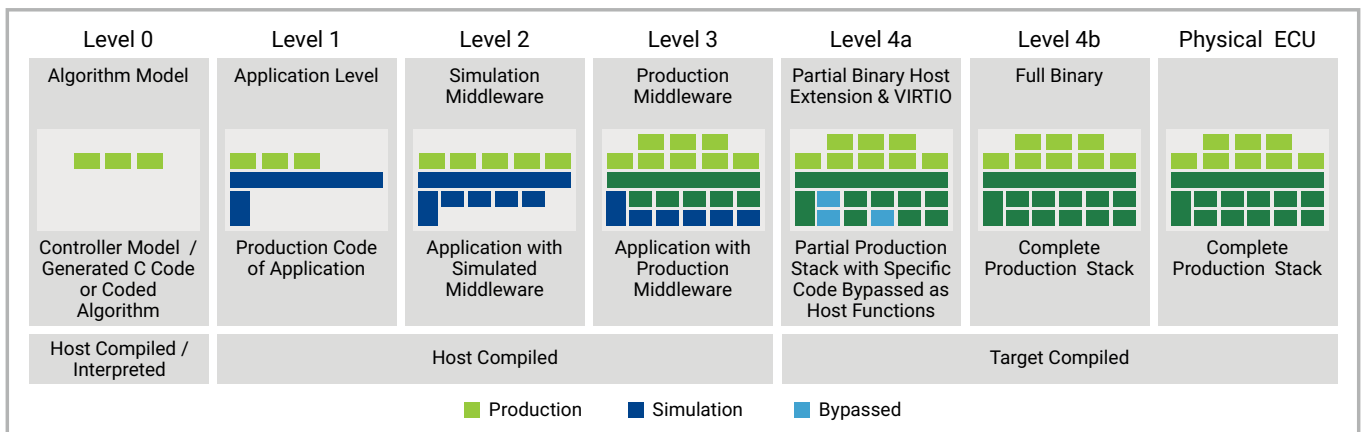 Level 0
Level 1
Level 2
Level 3
Level 4a
Level 4b
Physical ECU
Algorithm Model
Application Level
Simulation
Middleware
Production
Middleware
Partial Binary Host
Extension & VIRTIO
Full Binary
Controller Model /
Generated C Code
or Coded
Algorithm
Production Code
of Application
Application with
Simulated
Middleware
Application with
Production
Middleware
Partial Production
Stack with Specific
Code Bypassed as
Host Functions
Complete
Production Stack
Complete
Production Stack
Host Compiled /
Interpreted
Host Compiled
Target Compiled
Production
Simulation
Bypassed